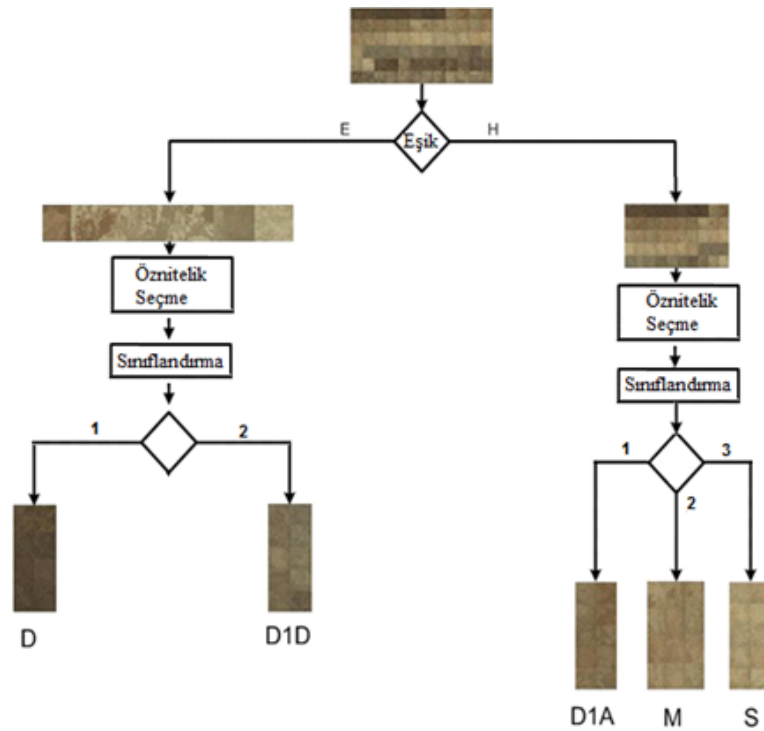 E
Eşik
H
Öznitelik
Seçme
Sınıflandırma
1
2
D
D1D
Öznitelik
Seçme
Sınıflandırma
1
2
3
D1A
M
S